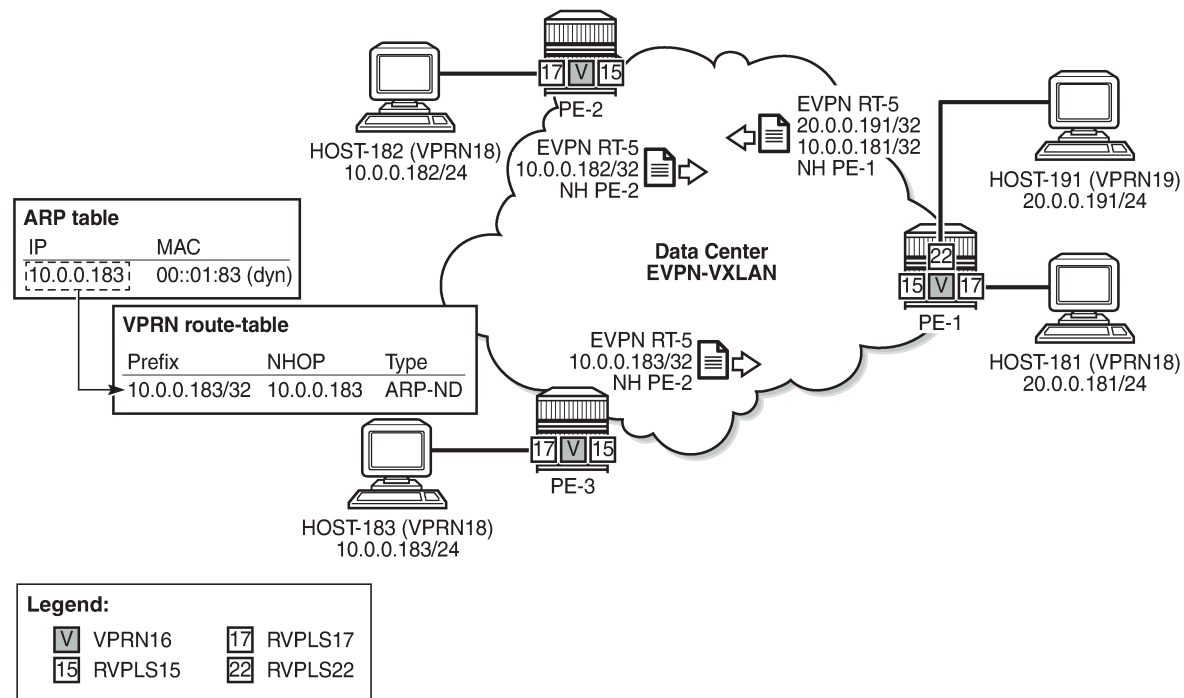 17 V 15
PE-2
HOST-182 (VPRN18)
10.0.0.182/24
EVPN RT-5
10.0.0.182/32
NH PE-2
EVPN RT-5
20.0.0.191/32
10.0.0.181/32
NH PE-1
HOST-191 (VPRN19)
20.0.0.191/24
ARP table
IP MAC
10.0.0.183 00::01:83 (dyn)
VPRN route-table
Prefix NHOP Type
10.0.0.183/32 10.0.0.183 ARP-ND
Data Center
EVPN-VXLAN
22
15 V 17
PE-1
HOST-181 (VPRN18)
20.0.0.181/24
EVPN RT-5
10.0.0.183/32
NH PE-2
17 V 15
PE-3
HOST-183 (VPRN18)
10.0.0.183/24
Legend:
V VPRN16
17 RVPLS17
15 RVPLS15
22 RVPLS22